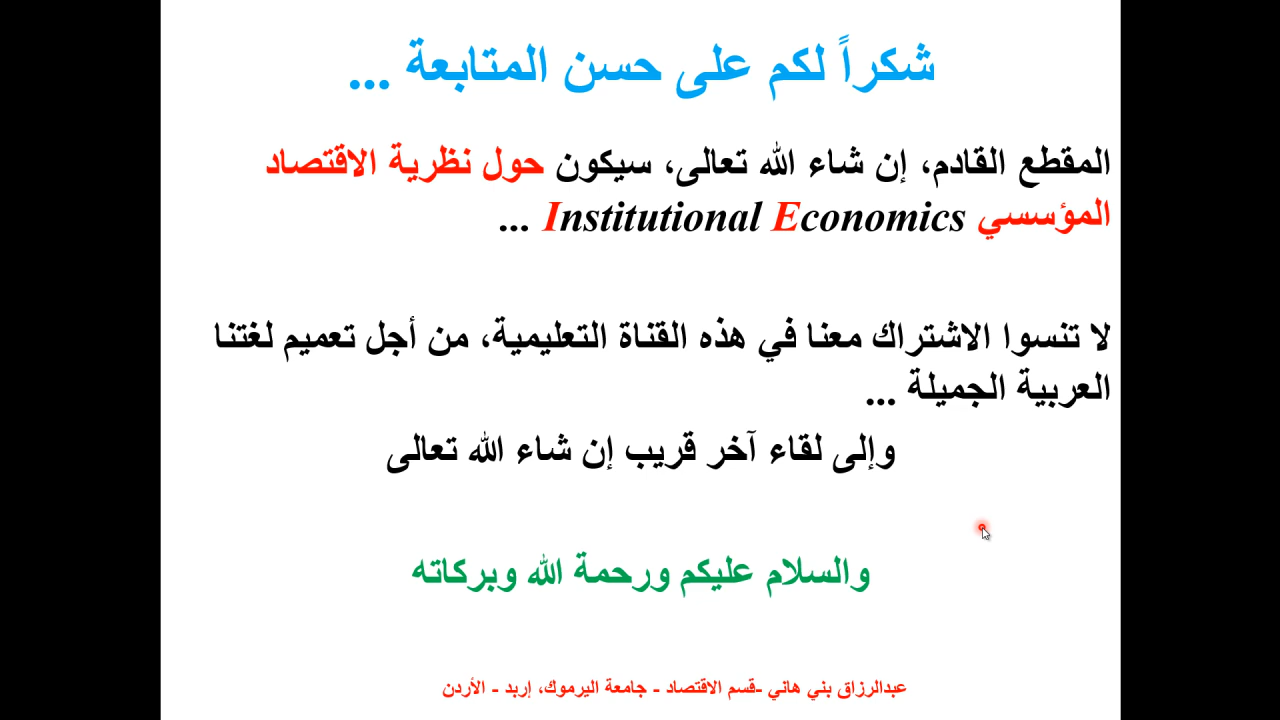 شكراً لكم على حسن المتابعة ...
المقطع القادم، إن شاء الله تعالى، سيكون حول نظرية الاقتصاد
المؤسسي Institutional Economics ...
لا تنسوا الاشتراك معنا في هذه القناة التعليمية، من أجل تعميم لغتنا
العربية الجميلة ...
وإلى لقاء آخر قريب إن شاء الله تعالى
والسلام عليكم ورحمة الله وبركاته
عبدالرزاق بني هاني -قسم الاقتصاد - جامعة اليرموك، إربد - الأردن